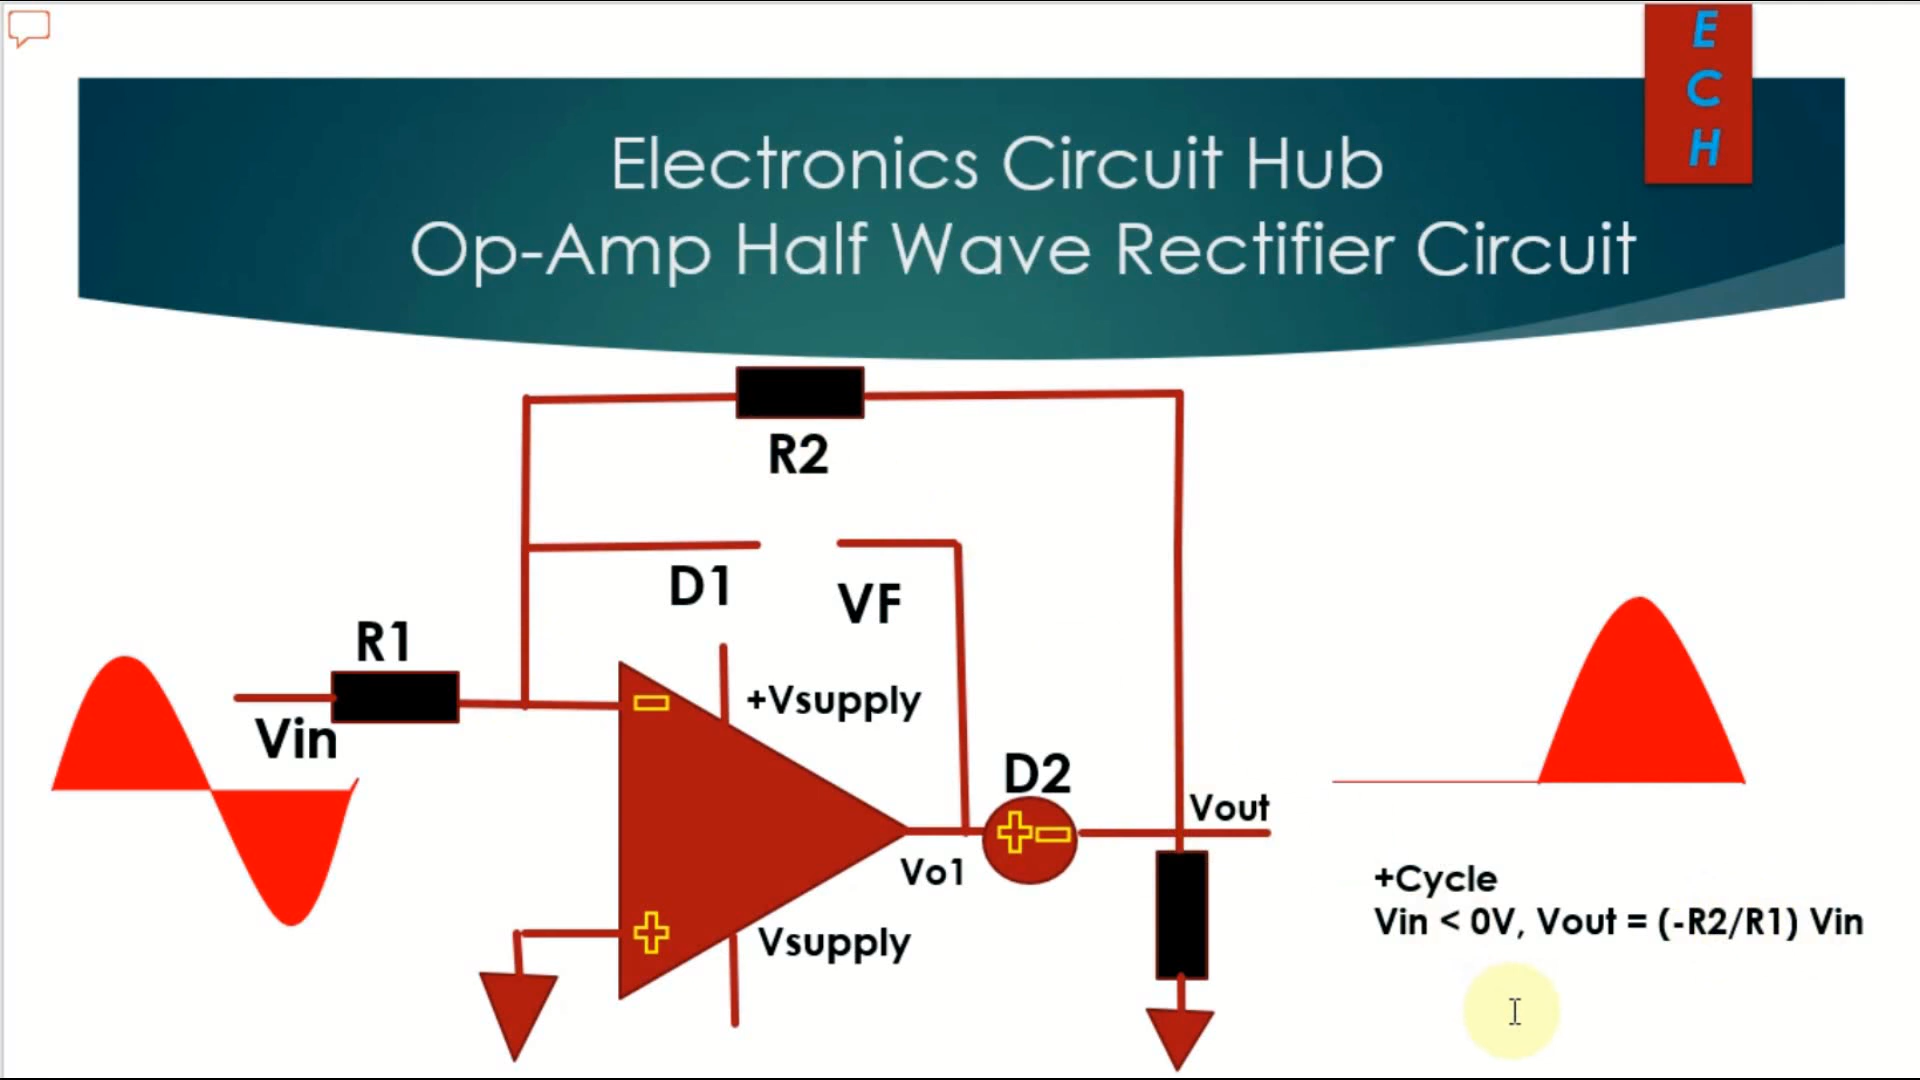 E
C
H
Electronics Circuit Hub
Op-Amp Half Wave Rectifier Circuit
R2
D1
VF
R1
+Vsupply
Vin
D2
Vout
Vo1
+Cycle
Vin < 0V, Vout = (-R2/R1) Vin
Vsupply